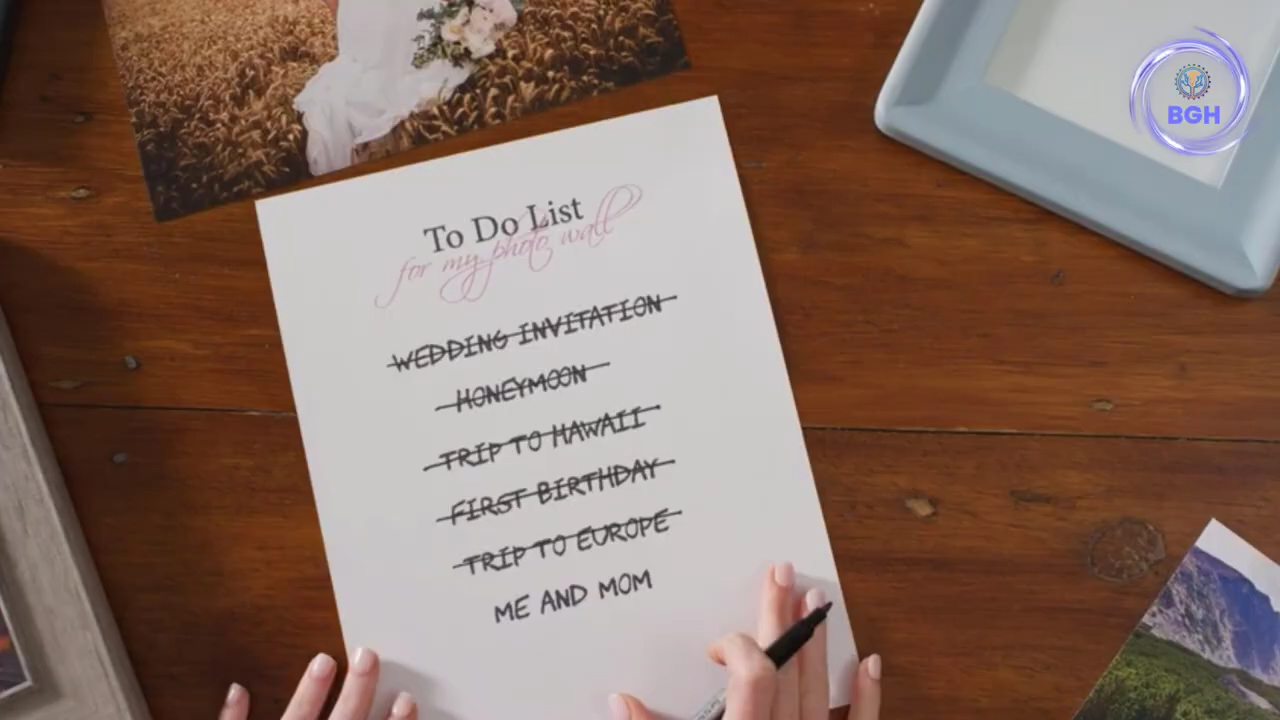 BGH
To Do List
for my photo wall
WEDDING INVITATION
HONEYMOON
TRIP TO HAWAII
FIRST BIRTHDAY
TRIP TO EUROPE
ME AND MOM